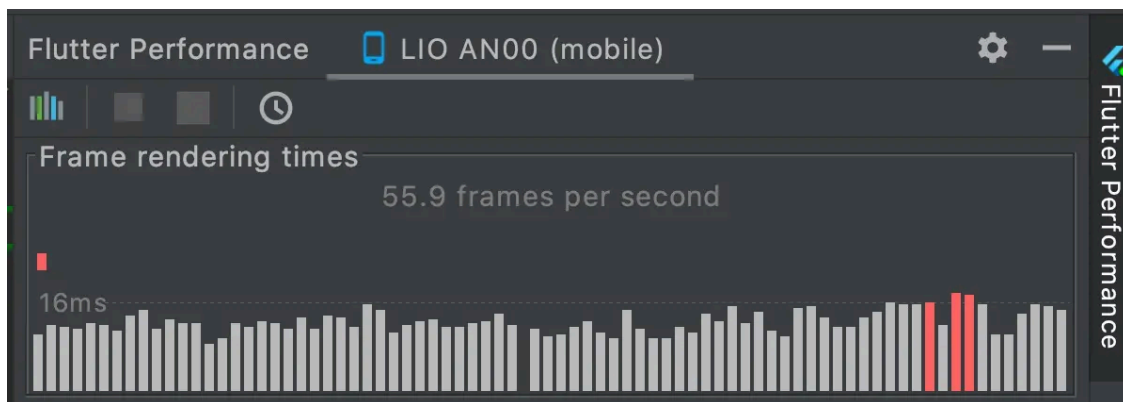 Flutter Performance
LIO AN00 (mobile)
Frame rendering times
55.9 frames per second
16ms
Flutter Performance